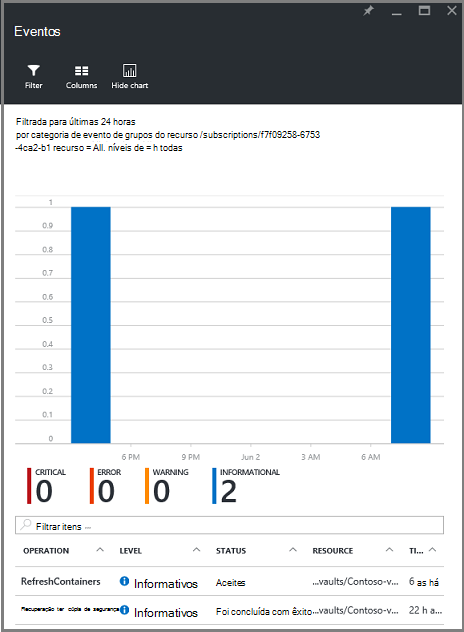 Eventos
Filter Columns Hide chart
Filtrada para últimas 24 horas
por categoria de evento de grupos do recurso /subscriptions/f7f09258-6753
-4ca2-b1 recurso = All. níveis de = h todas
1
0.9
0.8
0.7
0.6
0.5
0.4
0.3
0.2
0.1
0
6 PM 9 PM Jun 2 3 AM 6 AM
CRITICAL ERROR WARNING INFORMATIONAL
0 0 0 2
Filtrar itens ...
OPERATION LEVEL STATUS RESOURCE TI...
RefreshContainers Informativos Aceites ...vaults/Contoso-v... 6 as há
Recuperação ter cópia de segurança Informativos Foi concluída com êxito ...vaults/Contoso-v... 22 h a...